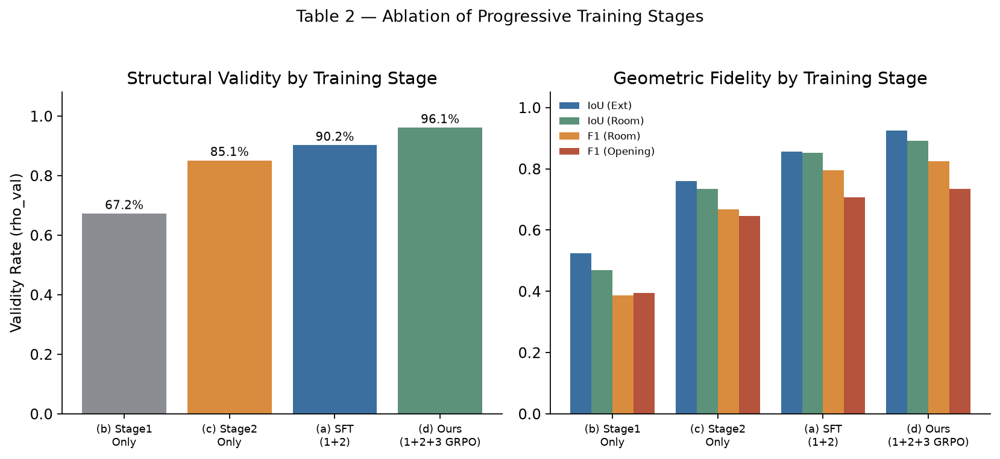 Table 2 — Ablation of Progressive Training Stages
Structural Validity by Training Stage
Validity Rate (rho_val)
1.0
0.8
0.6
0.4
0.2
0.0
67.2%
85.1%
90.2%
96.1%
(b) Stage1
Only
(c) Stage2
Only
(a) SFT
(1+2)
(d) Ours
(1+2+3 GRPO)
Geometric Fidelity by Training Stage
IoU (Ext)
IoU (Room)
F1 (Room)
F1 (Opening)
1.0
0.8
0.6
0.4
0.2
0.0
(b) Stage1
Only
(c) Stage2
Only
(a) SFT
(1+2)
(d) Ours
(1+2+3 GRPO)